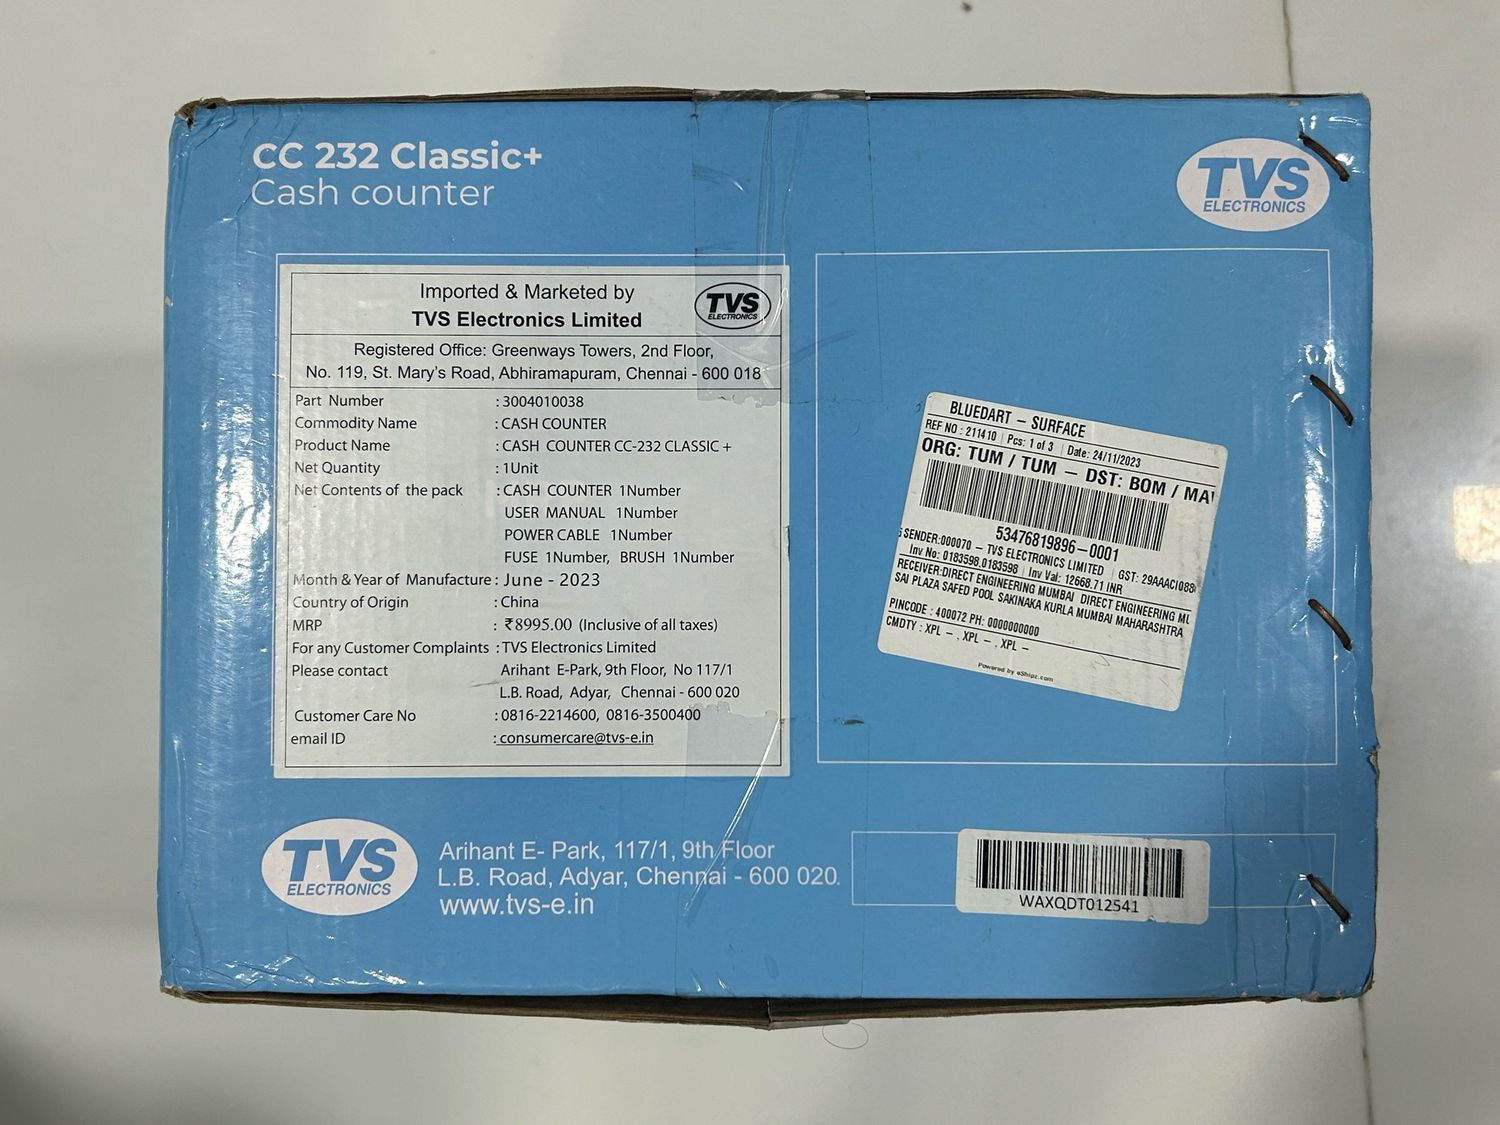 CC 232 Classic+
Cash counter
TVS
ELECTRONICS
Imported & Marketed by
TVS Electronics Limited
TVS
ELECTRONICS
Registered Office: Greenways Towers, 2nd Floor,
No. 119, St. Mary's Road, Abhiramapuram, Chennai - 600 018
Part Number : 3004010038
Commodity Name : CASH COUNTER
Product Name : CASH COUNTER CC-232 CLASSIC +
Net Quantity : 1Unit
Net Contents of the pack : CASH COUNTER 1Number
USER MANUAL 1Number
POWER CABLE 1Number
FUSE 1Number, BRUSH 1Number
Month & Year of Manufacture : June - 2023
Country of Origin : China
MRP : ₹8995.00 (Inclusive of all taxes)
For any Customer Complaints : TVS Electronics Limited
Please contact Arihant E-Park, 9th Floor, No 117/1
L.B. Road, Adyar, Chennai - 600 020
Customer Care No : 0816-2214600, 0816-3500400
email ID : consumercare@tvs-e.in
BLUEDART - SURFACE
REF NO : 211410 Pcs: 1 of 3 Date: 24/11/2023
ORG: TUM / TUM - DST: BOM / MA
53476819896-0001
SENDER:000070 - TVS ELECTRONICS LIMITED GST: 29AAACI088
Inv No: 0183598,0183598 Inv Val: 12668.71 INR
RECEIVER:DIRECT ENGINEERING MUMBAI DIRECT ENGINEERING MU
SAI PLAZA SAFED POOL SAKINAKA KURLA MUMBAI MAHARASHTRA
PINCODE : 400072 PH: 0000000000
CMDTY : XPL - , XPL - , XPL -
Powered by eShipz.com
TVS
ELECTRONICS
Arihant E- Park, 117/1, 9th Floor
L.B. Road, Adyar, Chennai - 600 020.
www.tvs-e.in
WAXQDT012541